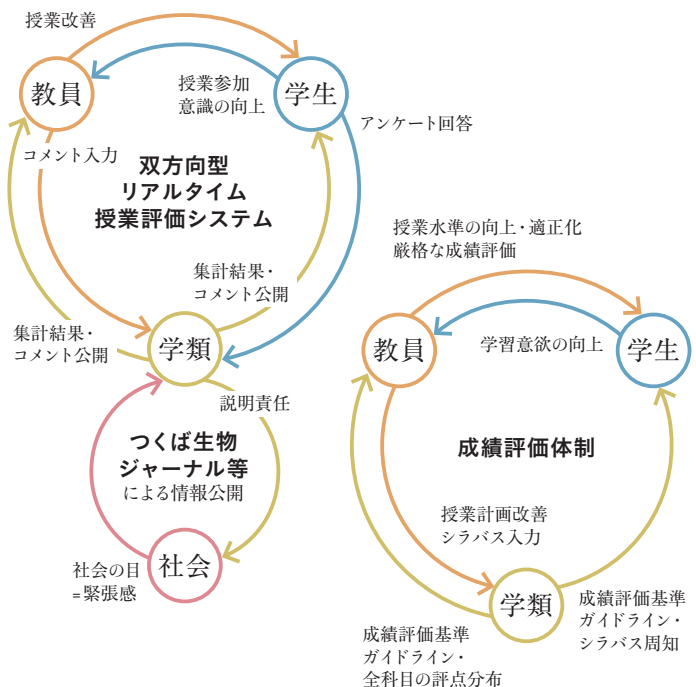 授業改善
教員
学生
授業参加
意識の向上
アンケート回答
コメント入力
双方向型
リアルタイム
授業評価システム
集計結果・
コメント公開
集計結果・
コメント公開
学類
説明責任
つくば生物
ジャーナル等
による情報公開
社会の目
=緊張感
社会
授業水準の向上・適正化
厳格な成績評価
教員
学生
学習意欲の向上
成績評価体制
授業計画改善
シラバス入力
学類
成績評価基準
ガイドライン・
シラバス周知
成績評価基準
ガイドライン・
全科目の評点分布